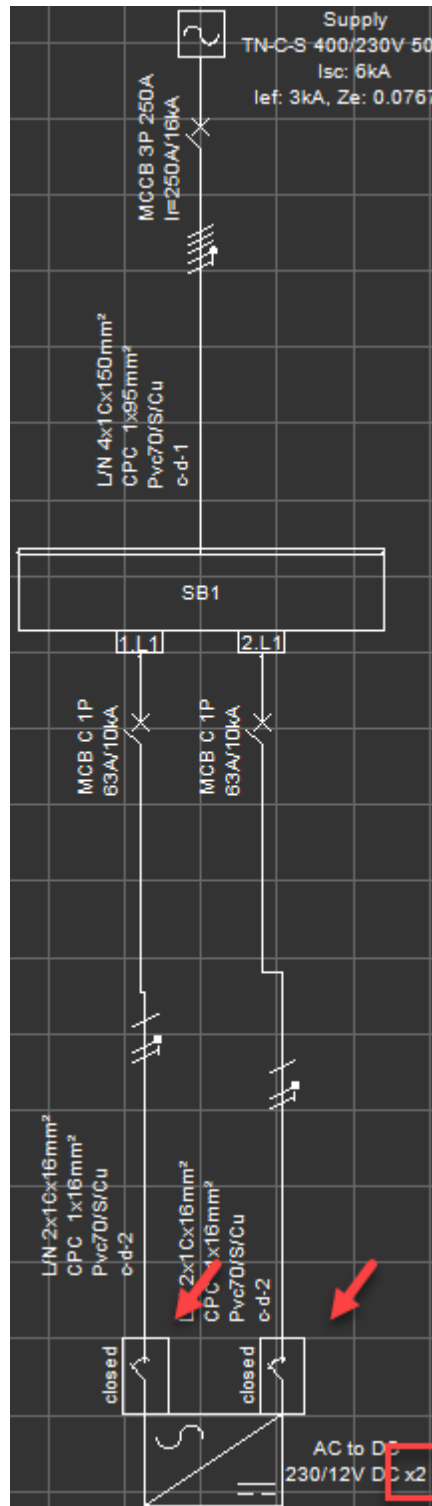 Supply
TN-C-S 400/230V 50
Isc: 6kA
Ief: 3kA, Ze: 0.0767
MCCB 3P 250A
Ir=250A/16kA
L/N 4x1Cx150mm²
CPC 1x95mm²
Pvc70/S/Cu
c-d-1
SB1
1.L1
2.L1
MCB C 1P
63A/10kA
MCB C 1P
63A/10kA
L/N 2x1Cx16mm²
CPC 1x16mm²
Pvc70/S/Cu
c-d-2
2x1Cx16mm²
CPC 1x16mm²
Pvc70/S/Cu
c-d-2
closed
closed
AC to DC
230/12V DC x2